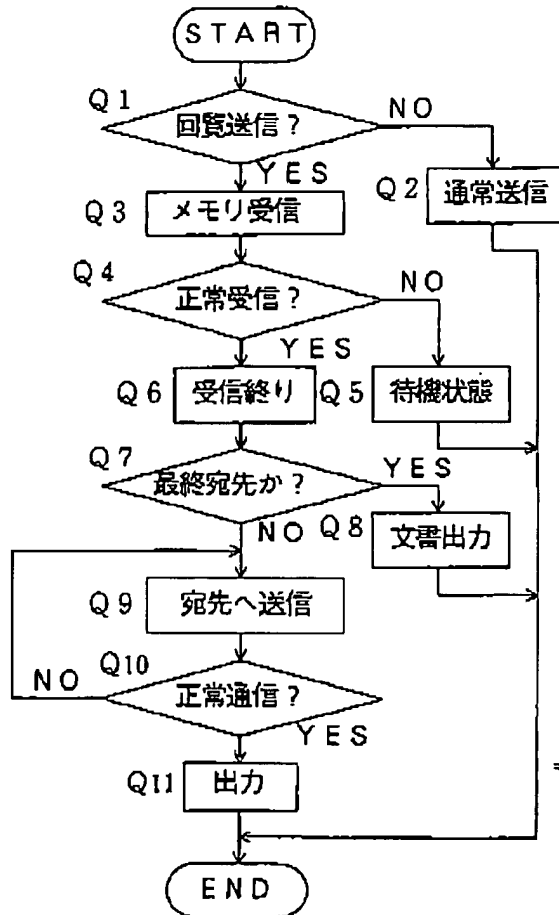 START
Q1
回覧送信？
NO
YES
Q2
通常送信
Q3
メモリ受信
Q4
正常受信？
NO
YES
Q6
受信終り
Q5
待機状態
Q7
最終宛先か？
YES
NO
Q8
文書出力
Q9
宛先へ送信
Q10
NO
正常通信？
YES
Q11
出力
END